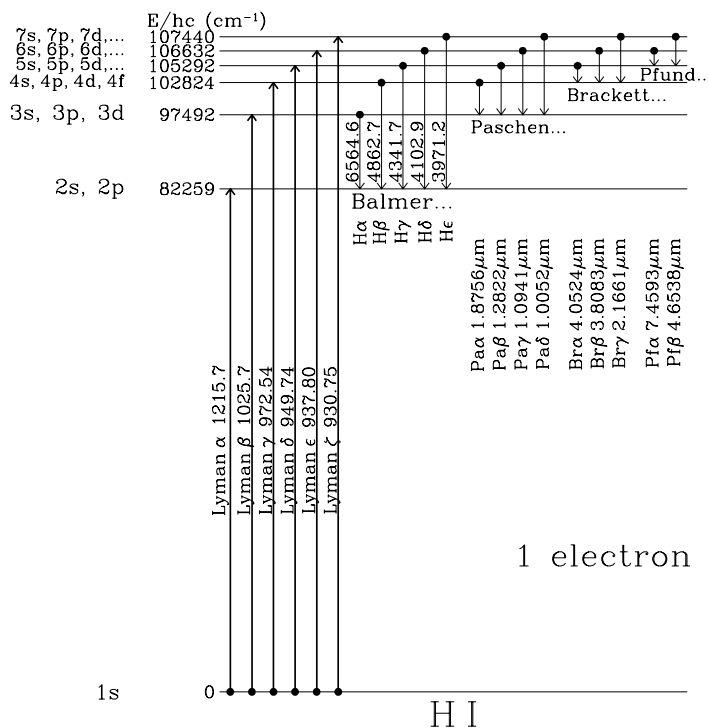 E/hc (cm⁻¹)
7s, 7p, 7d,... 107440
6s, 6p, 6d,... 106632
5s, 5p, 5d,... 105292
4s, 4p, 4d, 4f 102824
3s, 3p, 3d 97492
2s, 2p 82259
1s 0
Pfund...
Brackett...
Paschen...
Balmer...
6564.6
4862.7
4341.7
4102.9
3971.2
Hα
Hβ
Hγ
Hδ
Hε
Paα 1.8756μm
Paβ 1.2822μm
Paγ 1.0941μm
Paδ 1.0052μm
Brα 4.0524μm
Brβ 3.8083μm
Brγ 2.1661μm
Pfα 7.4593μm
Pfβ 4.6538μm
Lyman α 1215.7
Lyman β 1025.7
Lyman γ 972.54
Lyman δ 949.74
Lyman ε 937.80
Lyman ζ 930.75
1 electron
H I